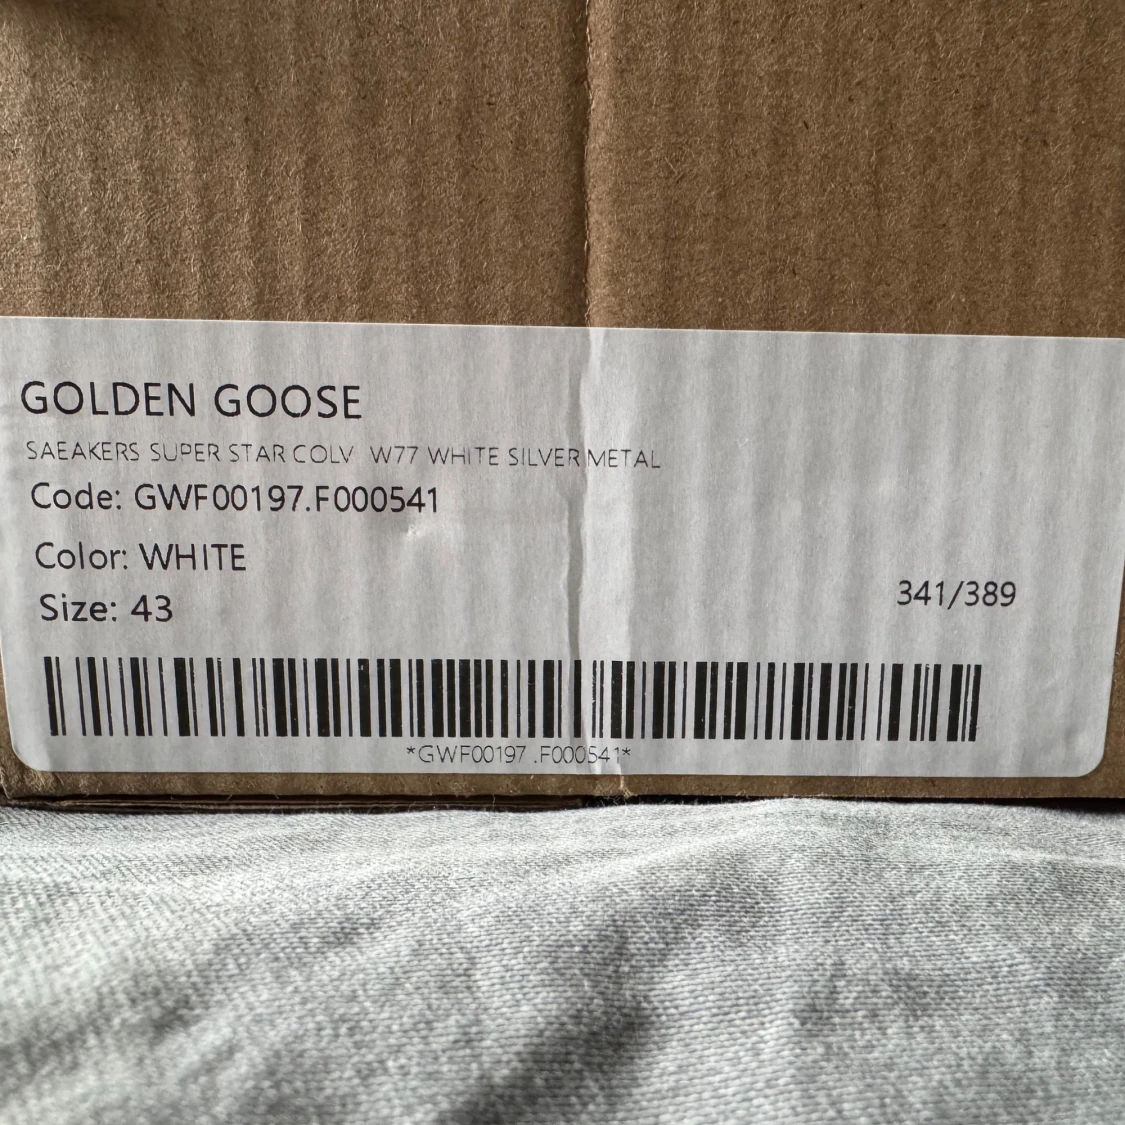 GOLDEN GOOSE
SAEAKERS SUPER STAR COLV W77 WHITE SILVER METAL
Code: GWF00197.F000541
Color: WHITE
Size: 43
341/389
*GWF00197 .F000541*